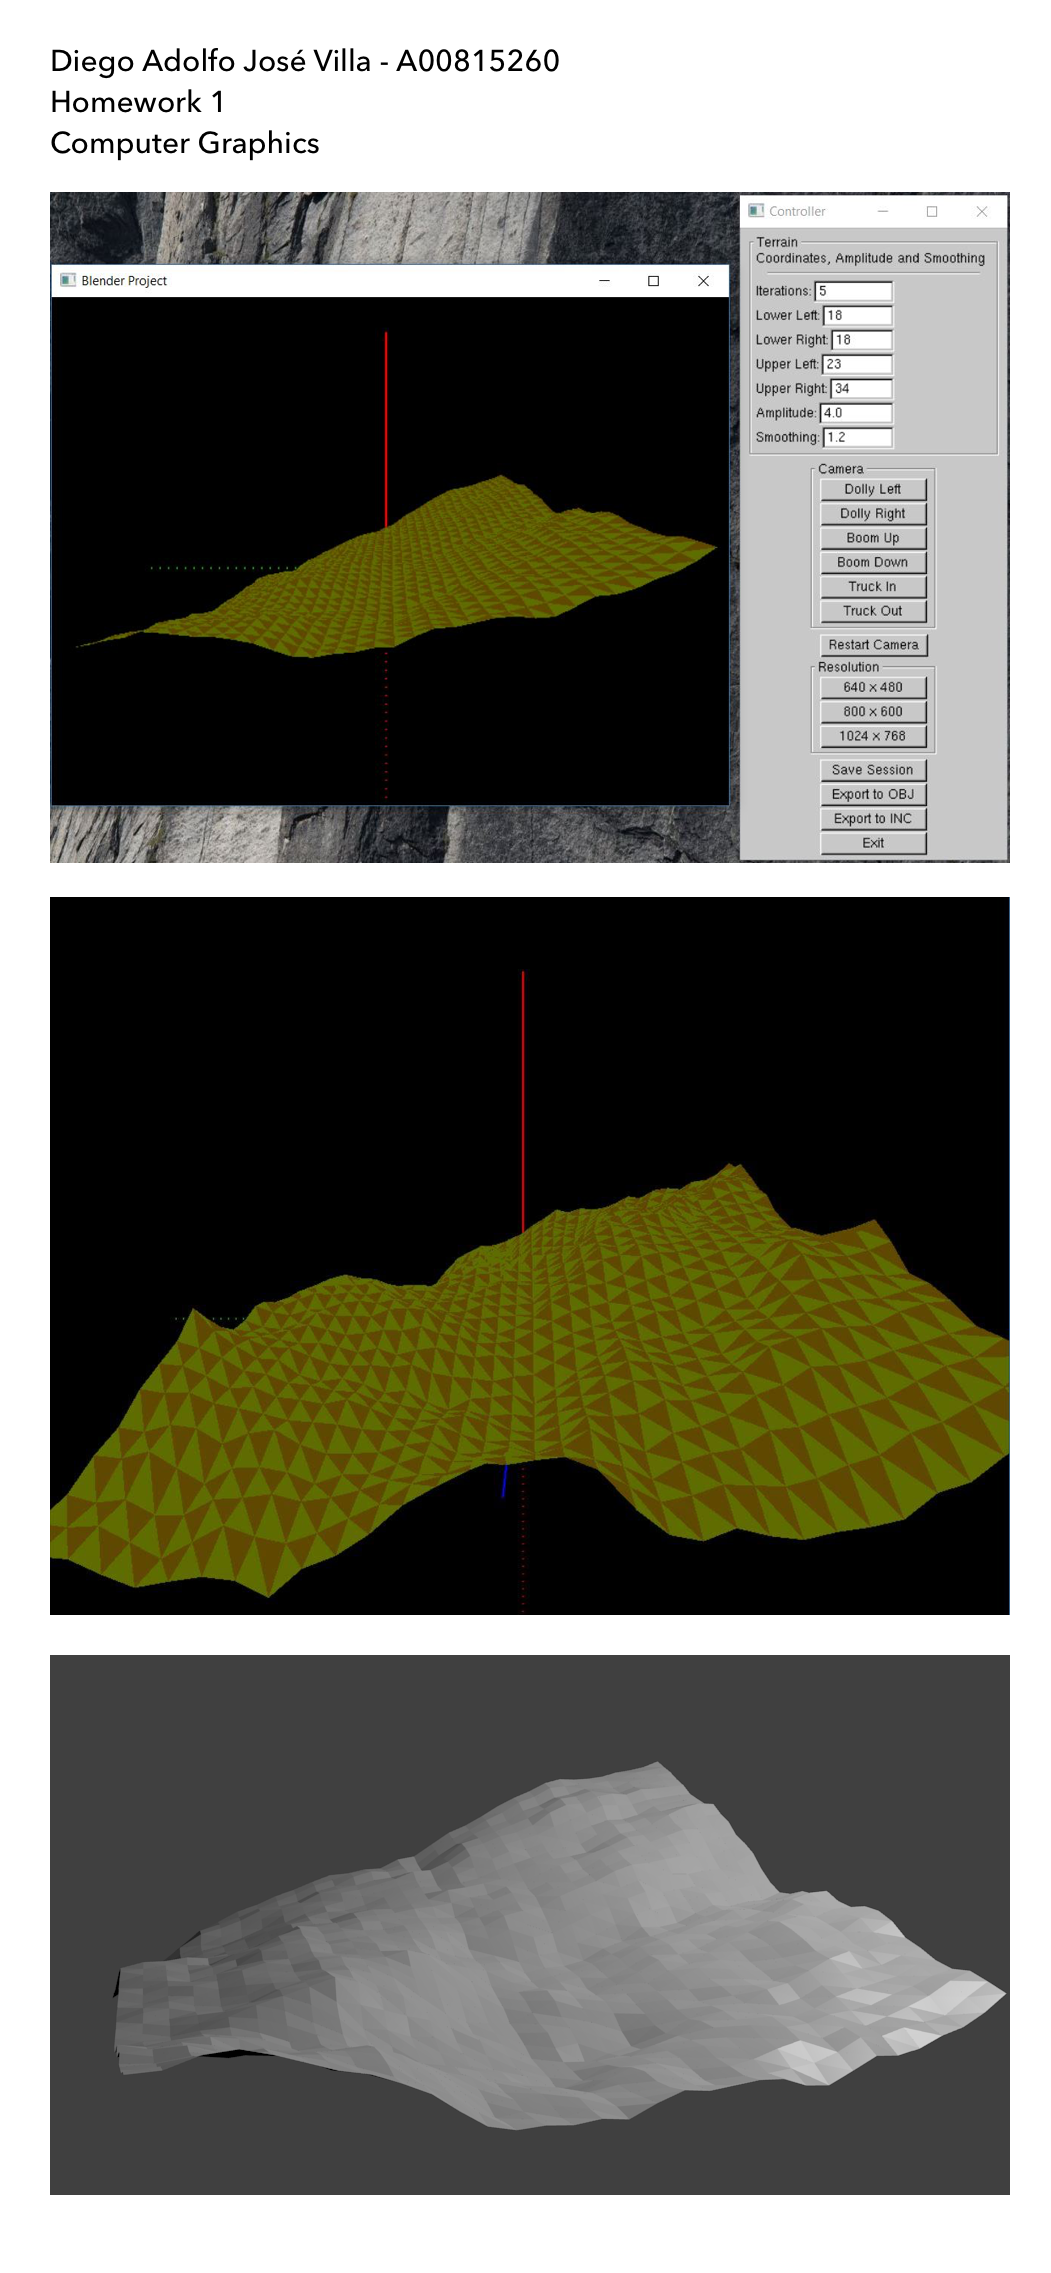 Diego Adolfo José Villa - A00815260
Homework 1
Computer Graphics
Blender Project
Controller
Terrain
Coordinates, Amplitude and Smoothing
Iterations: 5
Lower Left: 18
Lower Right: 18
Upper Left: 23
Upper Right: 34
Amplitude: 4.0
Smoothing: 1.2
Camera
Dolly Left
Dolly Right
Boom Up
Boom Down
Truck In
Truck Out
Restart Camera
Resolution
640 x 480
800 x 600
1024 x 768
Save Session
Export to OBJ
Export to INC
Exit